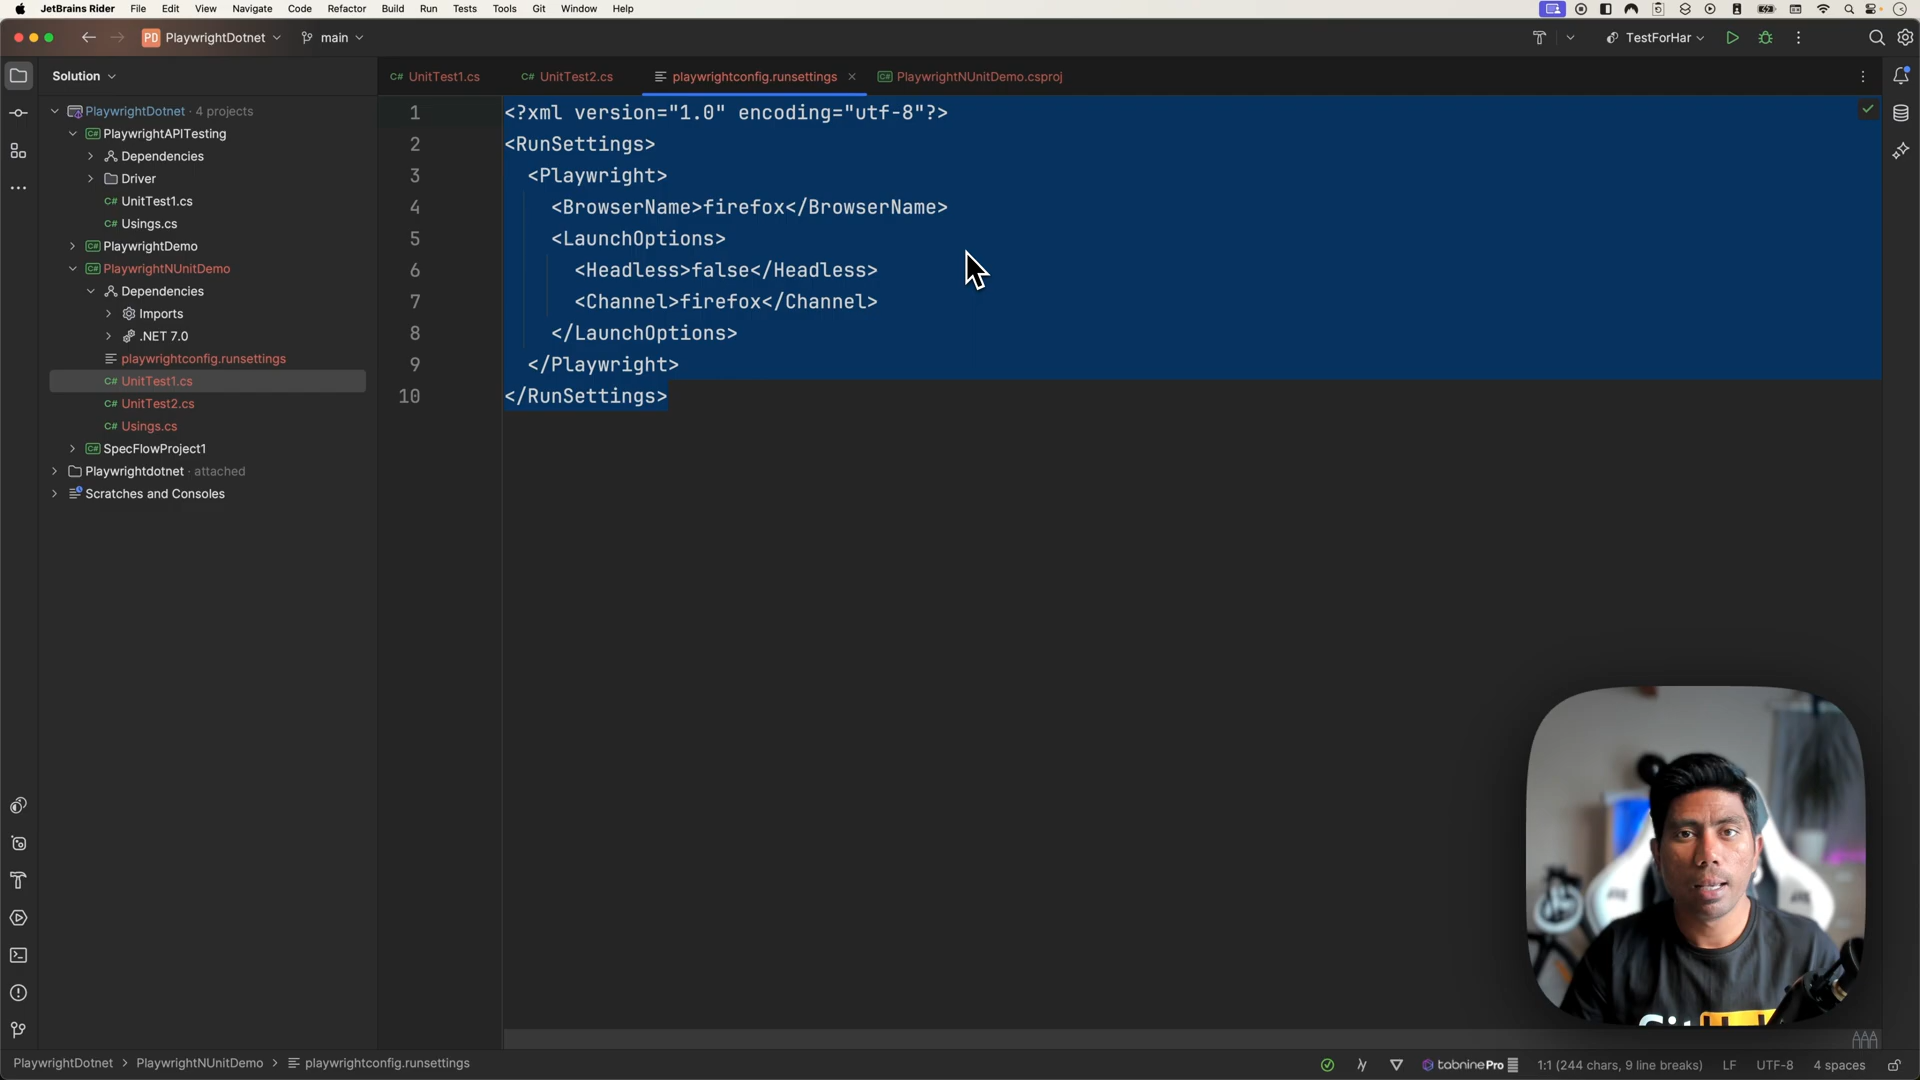 JetBrains Rider File Edit View Navigate Code Refactor Build Run Tests Tools Git Window Help
PD PlaywrightDotnet main TestForHar
Solution
UnitTest1.cs UnitTest2.cs playwrightconfig.runsettings PlaywrightNUnitDemo.csproj
PlaywrightDotnet · 4 projects
C# PlaywrightAPITesting
Dependencies
Driver
C# UnitTest1.cs
C# Usings.cs
C# PlaywrightDemo
C# PlaywrightNUnitDemo
Dependencies
Imports
.NET 7.0
playwrightconfig.runsettings
C# UnitTest1.cs
C# UnitTest2.cs
C# Usings.cs
C# SpecFlowProject1
Playwrightdotnet · attached
Scratches and Consoles
1 <?xml version="1.0" encoding="utf-8"?>
2 <RunSettings>
3 <Playwright>
4 <BrowserName>firefox</BrowserName>
5 <LaunchOptions>
6 <Headless>false</Headless>
7 <Channel>firefox</Channel>
8 </LaunchOptions>
9 </Playwright>
10 </RunSettings>
PlaywrightDotnet > PlaywrightNUnitDemo > playwrightconfig.runsettings
tabnine Pro 1:1 (244 chars, 9 line breaks) LF UTF-8 4 spaces